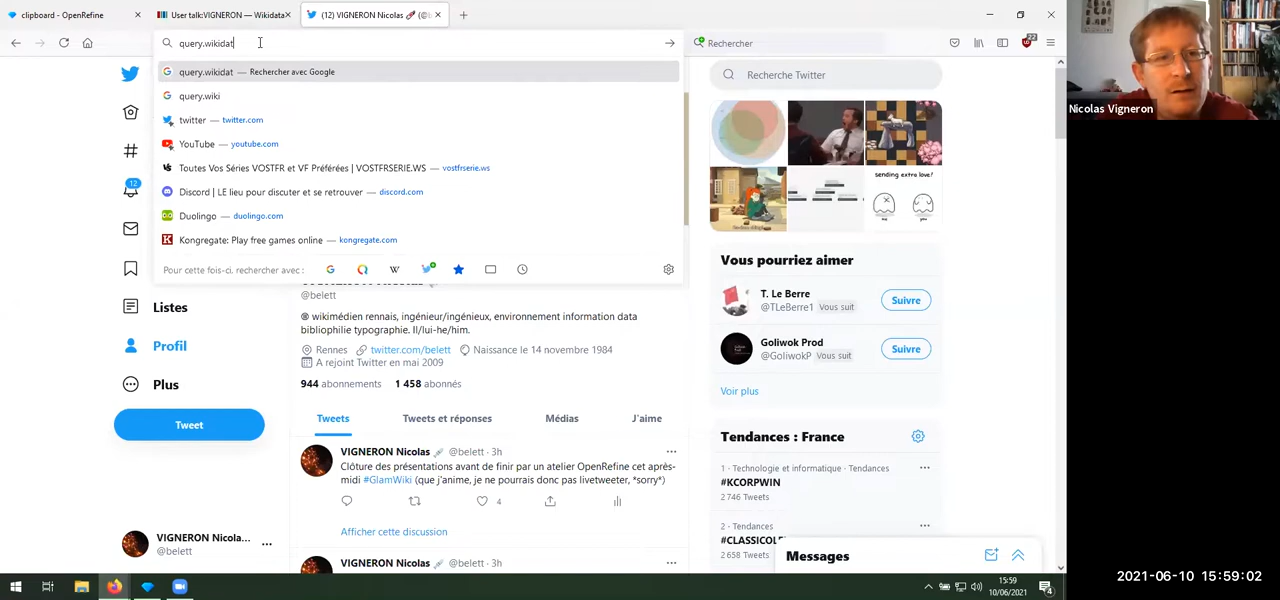 clipboard - OpenRefine
User talk:VIGNERON — Wikidata
(12) VIGNERON Nicolas 🚀 (@b
query.wikidat
Rechercher
query.wikidat — Rechercher avec Google
query.wiki
twitter — twitter.com
YouTube — youtube.com
Toutes Vos Séries VOSTFR et VF Préférées | VOSTFRSERIE.WS — vostfrserie.ws
Discord | LE lieu pour discuter et se retrouver — discord.com
Duolingo — duolingo.com
Kongregate: Play free games online — kongregate.com
Pour cette fois-ci, rechercher avec :
22
12
Listes
Profil
Plus
Tweet
VIGNERON Nicola...
@belett
@belett
wikimédien rennais, ingénieur/ingénieux, environnement information data
bibliophilie typographie. Il/lui-he/him.
Rennes twitter.com/belett Naissance le 14 novembre 1984
A rejoint Twitter en mai 2009
944 abonnements 1 458 abonnés
Tweets Tweets et réponses Médias J'aime
VIGNERON Nicolas @belett · 3h
Clôture des présentations avant de finir par un atelier OpenRefine cet après-
midi #GlamWiki (que j'anime, je ne pourrais donc pas livetweeter, *sorry*)
4
Afficher cette discussion
VIGNERON Nicolas @belett · 3h
Recherche Twitter
sending extra love!
Vous pourriez aimer
T. Le Berre
@TLeBerre1 Vous suit
Suivre
Goliwok Prod
@GoliwokP Vous suit
Suivre
Voir plus
Tendances : France
1 · Technologie et informatique · Tendances
#KCORPWIN
2 746 Tweets
2 · Tendances
#CLASSICOLE
2 658 Tweets
Messages
Nicolas Vigneron
15:59
10/06/2021
4
2021-06-10 15:59:02